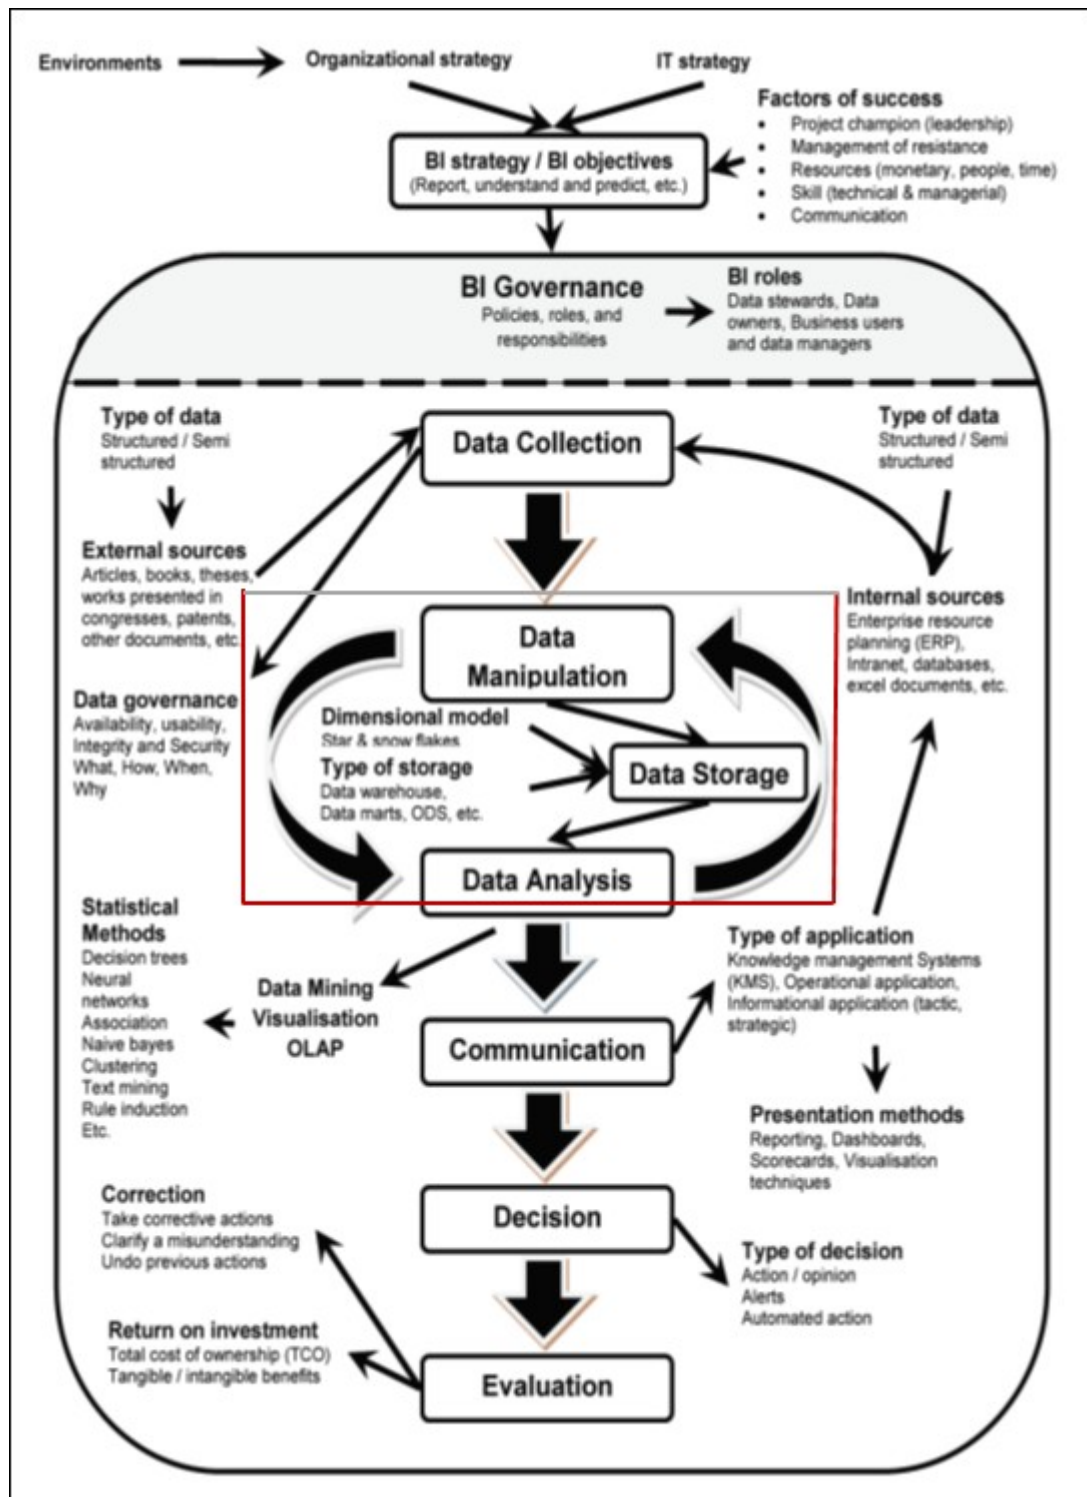 Environments
Organizational strategy
IT strategy
Factors of success
• Project champion (leadership)
• Management of resistance
• Resources (monetary, people, time)
• Skill (technical & managerial)
• Communication
BI strategy / BI objectives
(Report, understand and predict, etc.)
BI Governance
Policies, roles, and
responsibilities
BI roles
Data stewards, Data
owners, Business users
and data managers
Type of data
Structured / Semi
structured
Data Collection
Type of data
Structured / Semi
structured
External sources
Articles, books, theses,
works presented in
congresses, patents,
other documents, etc.
Internal sources
Enterprise resource
planning (ERP),
Intranet, databases,
excel documents, etc.
Data governance
Availability, usability,
Integrity and Security
What, How, When,
Why
Data
Manipulation
Dimensional model
Star & snow flakes
Type of storage
Data warehouse,
Data marts, ODS, etc.
Data Storage
Data Analysis
Statistical
Methods
Decision trees
Neural
networks
Association
Naive bayes
Clustering
Text mining
Rule induction
Etc.
Data Mining
Visualisation
OLAP
Communication
Type of application
Knowledge management Systems
(KMS), Operational application,
Informational application (tactic,
strategic)
Presentation methods
Reporting, Dashboards,
Scorecards, Visualisation
techniques
Correction
Take corrective actions
Clarify a misunderstanding
Undo previous actions
Decision
Type of decision
Action / opinion
Alerts
Automated action
Return on investment
Total cost of ownership (TCO)
Tangible / intangible benefits
Evaluation